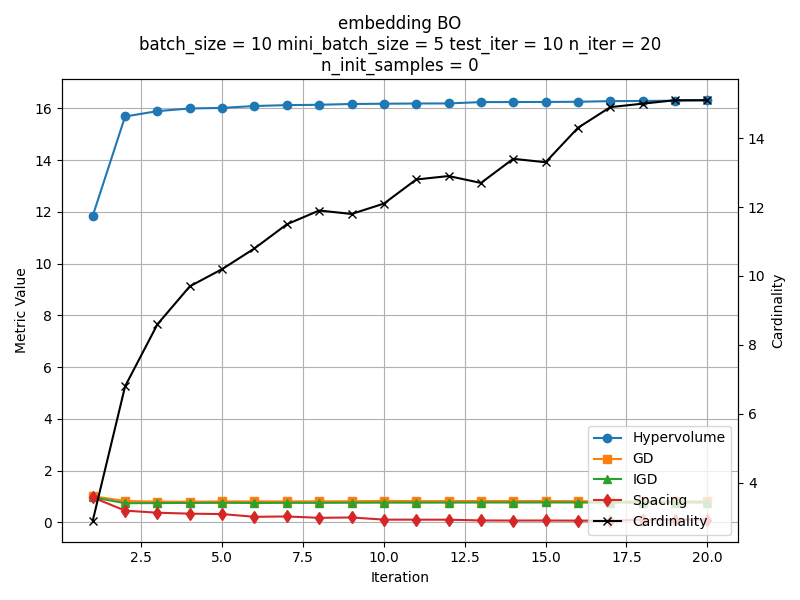 embedding BO
batch_size = 10 mini_batch_size = 5 test_iter = 10 n_iter = 20
n_init_samples = 0
Metric Value
16
14
12
10
8
6
4
2
0
14
12
10
8
6
4
Cardinality
Hypervolume
GD
IGD
Spacing
Cardinality
2.5 5.0 7.5 10.0 12.5 15.0 17.5 20.0
Iteration